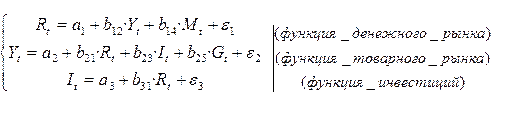 R_t = a_1 + b_12·Y_t + b_14·M_t + ε_1 (функция _ денежного _ рынка)
Y_t = a_2 + b_21·R_t + b_23·I_t + b_25·G_t + ε_2 (функция _ товарного _ рынка)
I_t = a_3 + b_31·R_t + ε_3 (функция _ инвестиций)